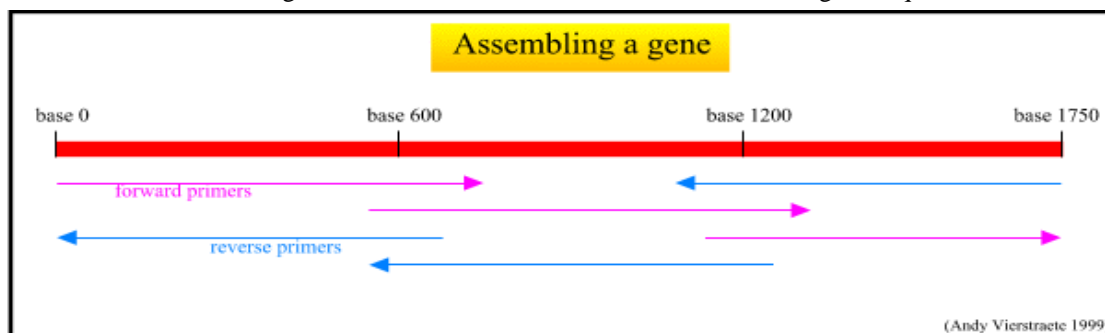 Assembling a gene
base 0 base 600 base 1200 base 1750
forward primers
reverse primers
(Andy Vierstraete 1999